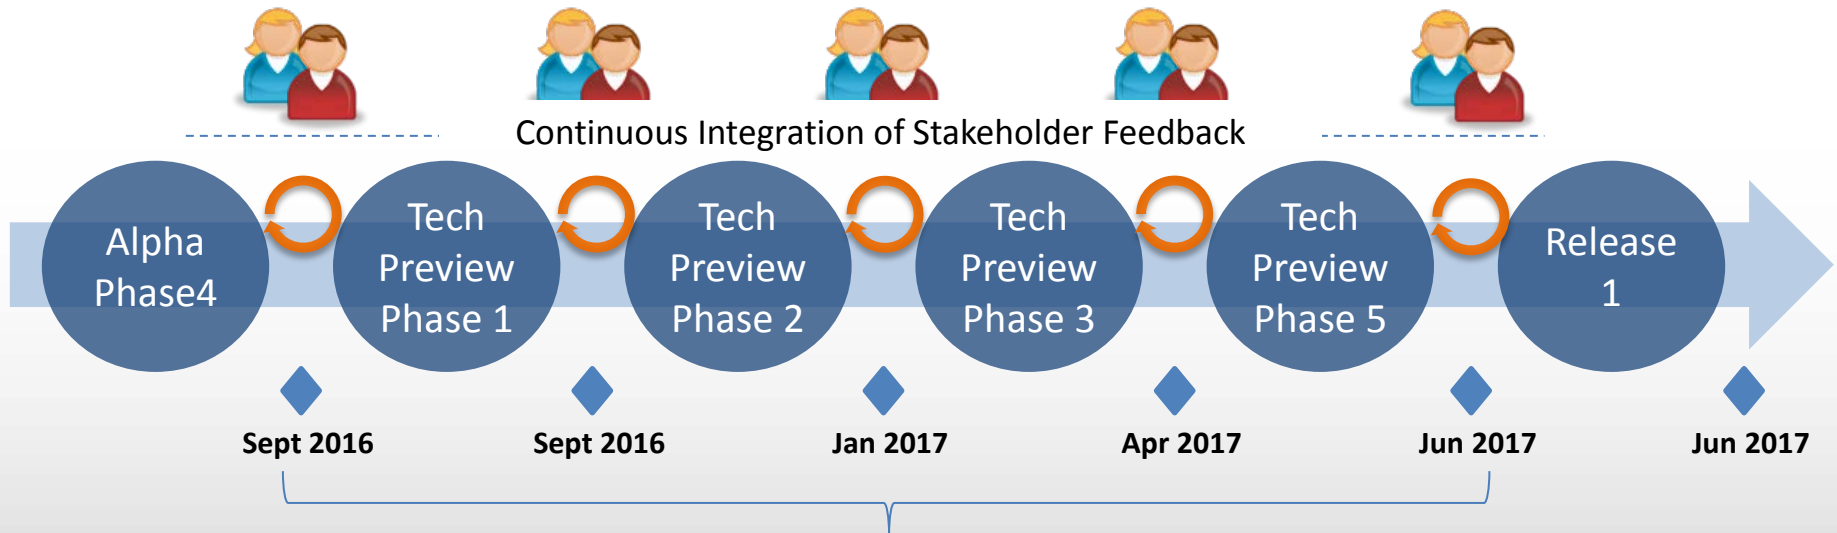 Continuous Integration of Stakeholder Feedback
Alpha
Phase4
Tech
Preview
Phase 1
Tech
Preview
Phase 2
Tech
Preview
Phase 3
Tech
Preview
Phase 5
Release
1
Sept 2016
Sept 2016
Jan 2017
Apr 2017
Jun 2017
Jun 2017